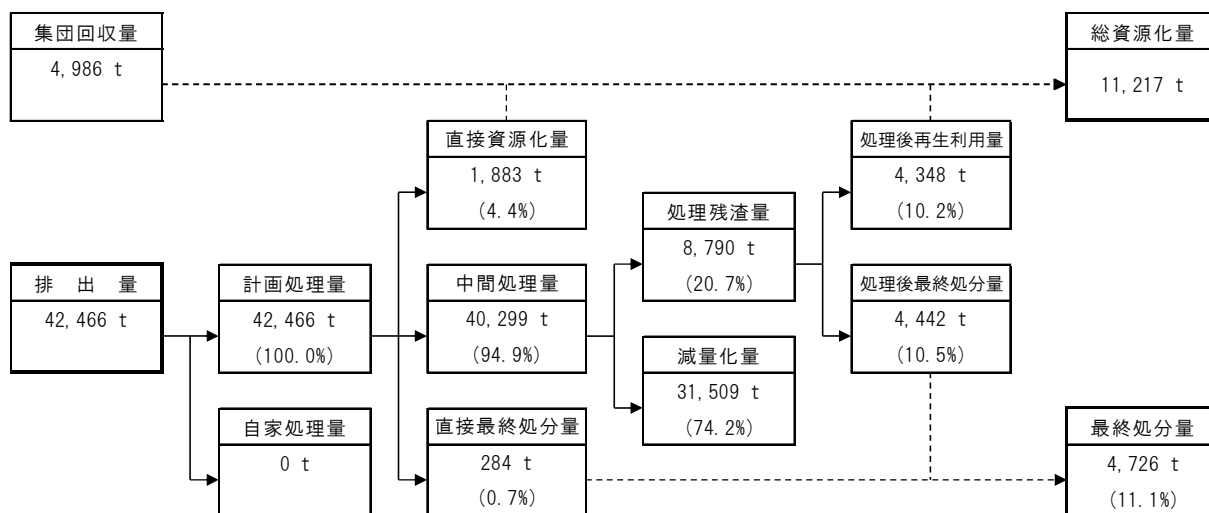 集団回収量
4,986 t
総資源化量
11,217 t
直接資源化量
1,883 t
(4.4%)
処理後再生利用量
4,348 t
(10.2%)
処理残渣量
8,790 t
(20.7%)
排出量
42,466 t
計画処理量
42,466 t
(100.0%)
中間処理量
40,299 t
(94.9%)
処理後最終処分量
4,442 t
(10.5%)
減量化量
31,509 t
(74.2%)
自家処理量
0 t
直接最終処分量
284 t
(0.7%)
最終処分量
4,726 t
(11.1%)